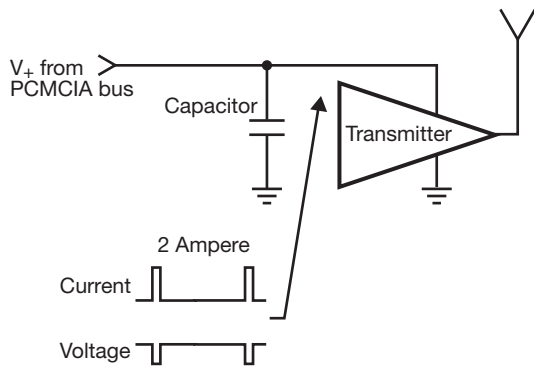 V+ from
PCMCIA bus
Capacitor
Transmitter
2 Ampere
Current
Voltage